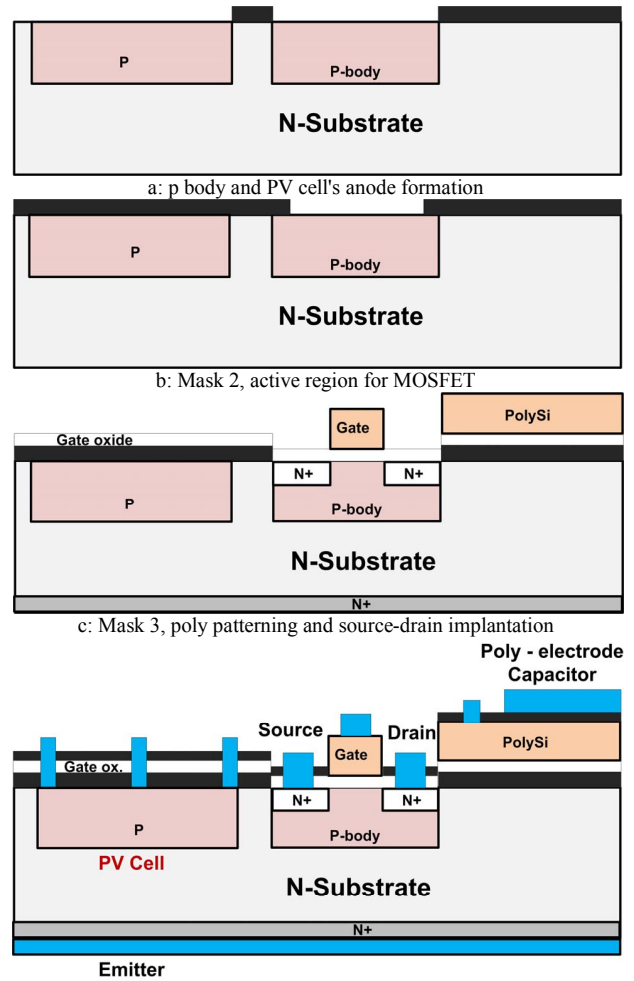 P
P-body
N-Substrate
a: p body and PV cell's anode formation
P
P-body
N-Substrate
b: Mask 2, active region for MOSFET
Gate oxide
Gate
PolySi
N+
N+
P
P-body
N-Substrate
N+
c: Mask 3, poly patterning and source-drain implantation
Poly - electrode
Capacitor
Source
Drain
Gate ox.
Gate
PolySi
N+
N+
P
P-body
PV Cell
N-Substrate
N+
Emitter